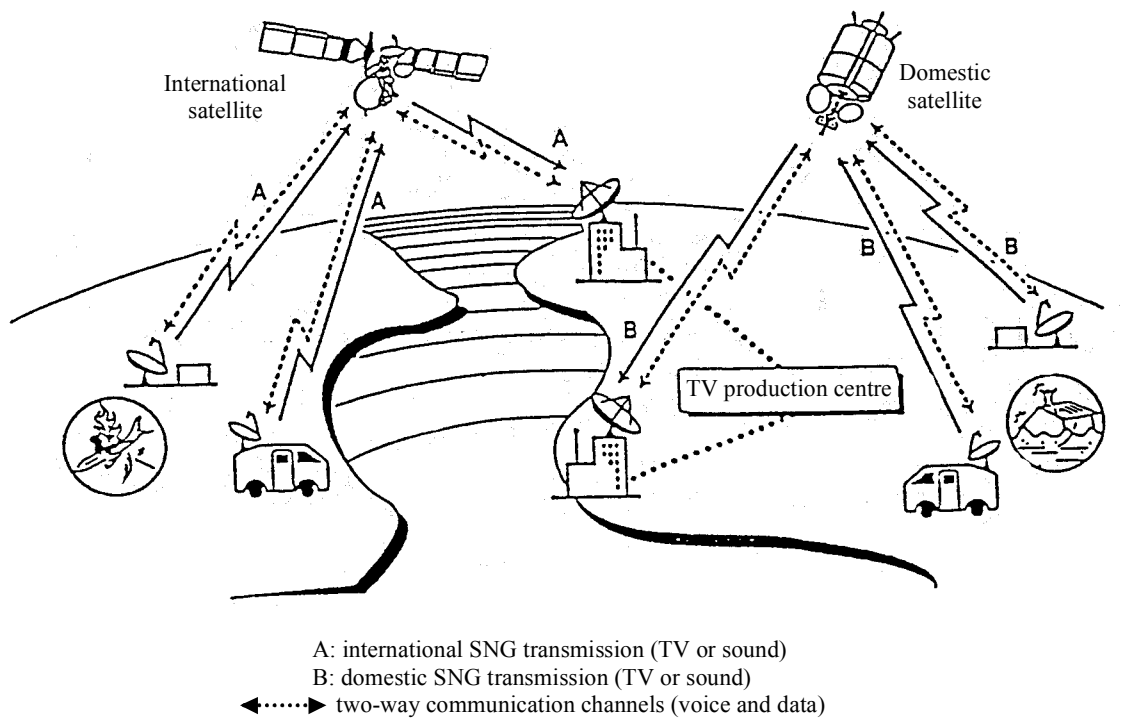 International
satellite
Domestic
satellite
A
A
A
B
B
B
TV production centre
A: international SNG transmission (TV or sound)
B: domestic SNG transmission (TV or sound)
two-way communication channels (voice and data)